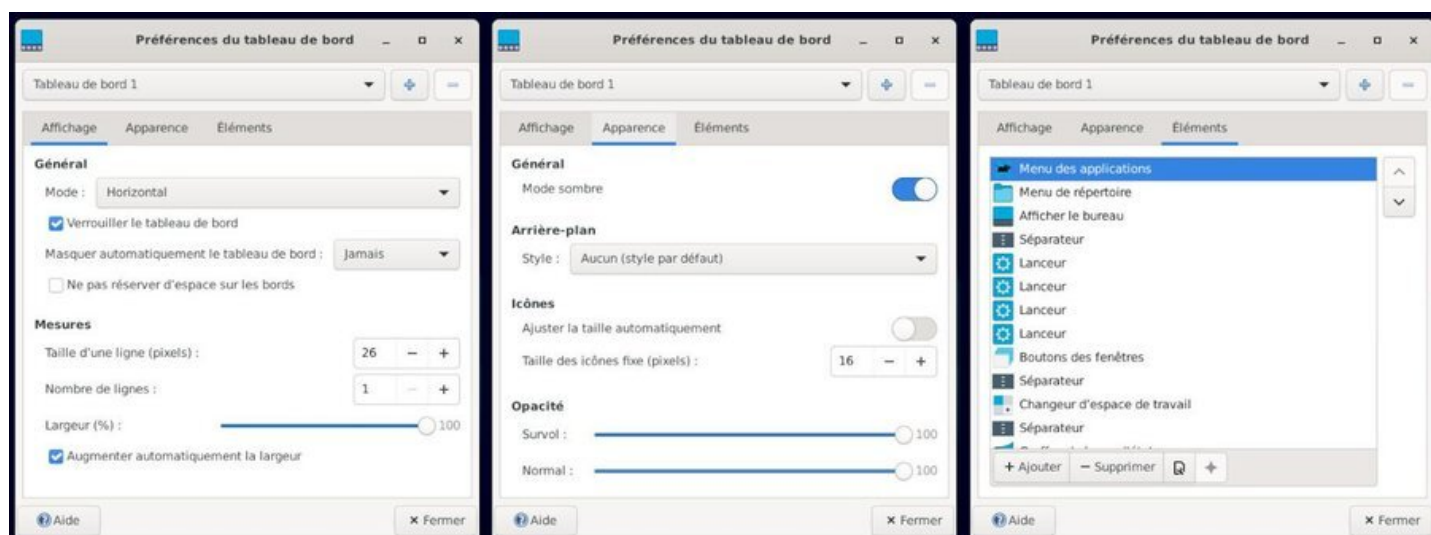 Préférences du tableau de bord
Tableau de bord 1
Affichage Apparence Éléments
Général
Mode : Horizontal
Verrouiller le tableau de bord
Masquer automatiquement le tableau de bord : Jamais
Ne pas réserver d'espace sur les bords
Mesures
Taille d'une ligne (pixels) : 26
Nombre de lignes : 1
Largeur (%) : 100
Augmenter automatiquement la largeur
Aide
Fermer
Préférences du tableau de bord
Tableau de bord 1
Affichage Apparence Éléments
Général
Mode sombre
Arrière-plan
Style : Aucun (style par défaut)
Icônes
Ajuster la taille automatiquement
Taille des icônes fixe (pixels) : 16
Opacité
Survol : 100
Normal : 100
Aide
Fermer
Préférences du tableau de bord
Tableau de bord 1
Affichage Apparence Éléments
Menu des applications
Menu de répertoire
Afficher le bureau
Séparateur
Lanceur
Lanceur
Lanceur
Lanceur
Boutons des fenêtres
Séparateur
Changeur d'espace de travail
Séparateur
Ajouter Supprimer
Aide
Fermer